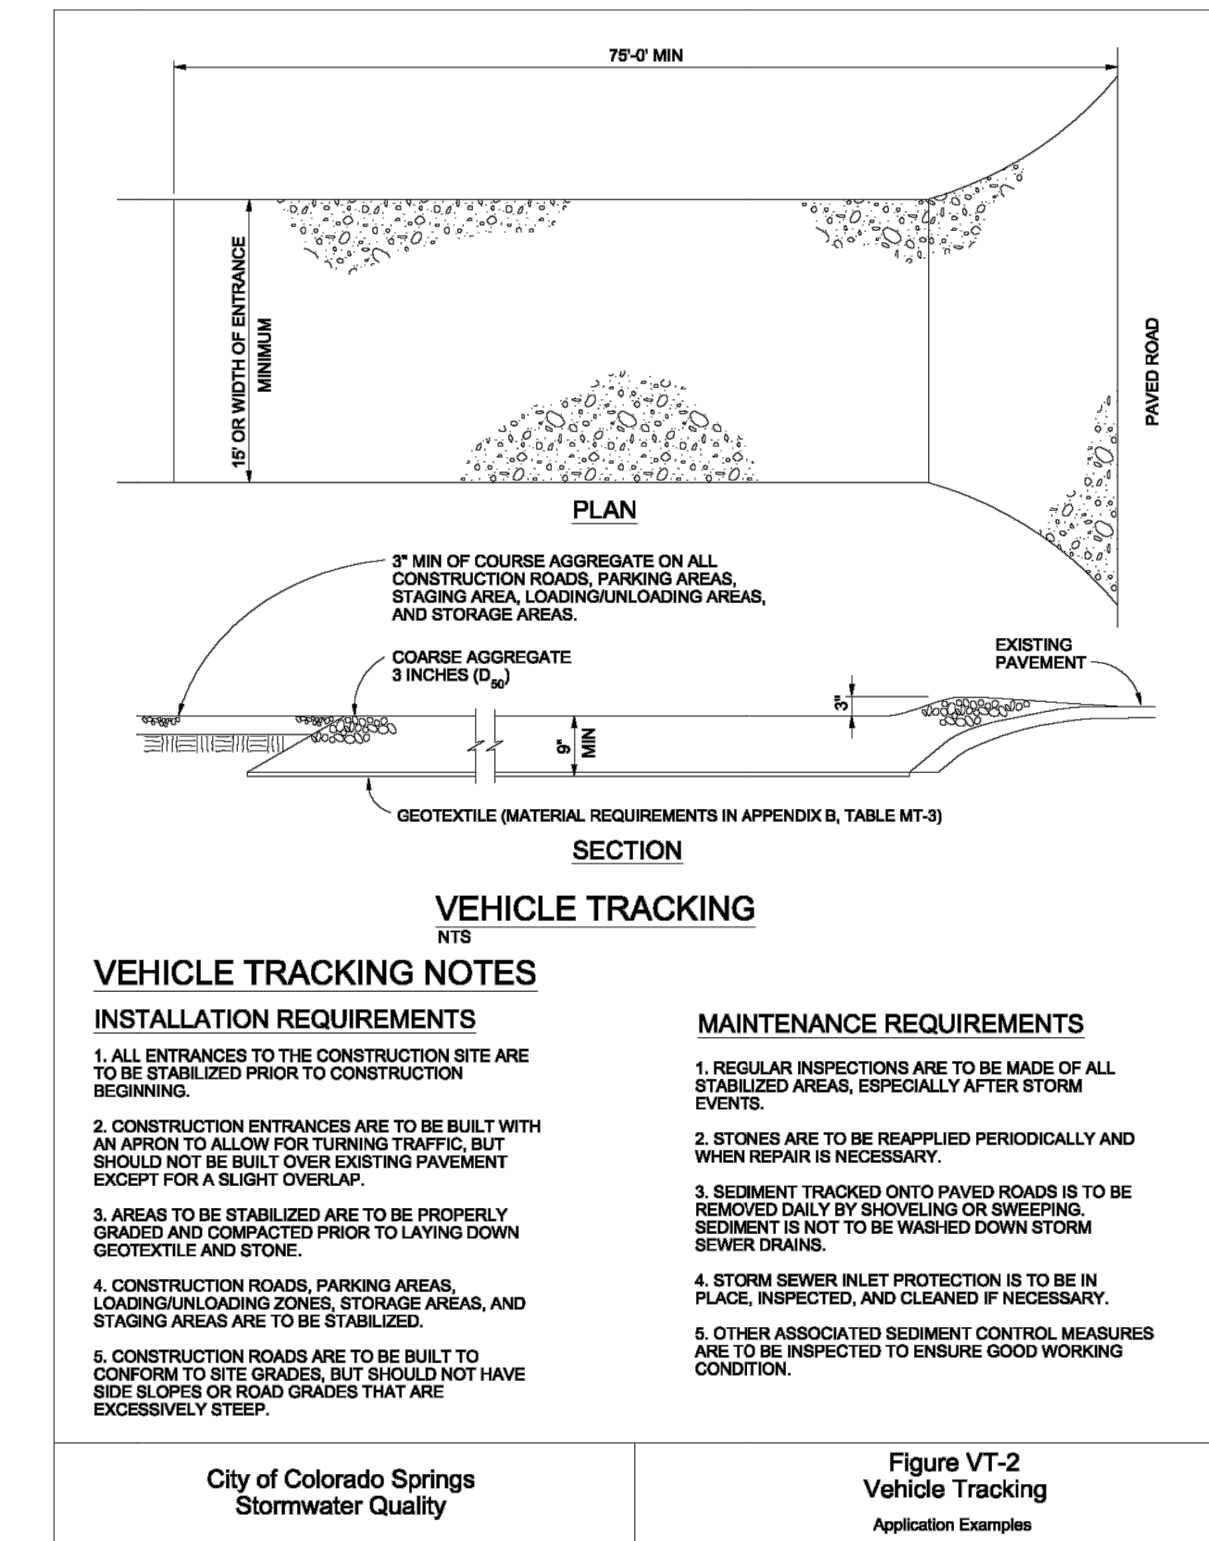 75'-0' MIN
15' OR WIDTH OF ENTRANCE
MINIMUM
PAVED ROAD
PLAN
3" MIN OF COURSE AGGREGATE ON ALL
CONSTRUCTION ROADS, PARKING AREAS,
STAGING AREA, LOADING/UNLOADING AREAS,
AND STORAGE AREAS.
COARSE AGGREGATE
3 INCHES (D50)
EXISTING
PAVEMENT
3"
9"
MIN
GEOTEXTILE (MATERIAL REQUIREMENTS IN APPENDIX B, TABLE MT-3)
SECTION
VEHICLE TRACKING
NTS
VEHICLE TRACKING NOTES
INSTALLATION REQUIREMENTS
1. ALL ENTRANCES TO THE CONSTRUCTION SITE ARE
TO BE STABILIZED PRIOR TO CONSTRUCTION
BEGINNING.
2. CONSTRUCTION ENTRANCES ARE TO BE BUILT WITH
AN APRON TO ALLOW FOR TURNING TRAFFIC, BUT
SHOULD NOT BE BUILT OVER EXISTING PAVEMENT
EXCEPT FOR A SLIGHT OVERLAP.
3. AREAS TO BE STABILIZED ARE TO BE PROPERLY
GRADED AND COMPACTED PRIOR TO LAYING DOWN
GEOTEXTILE AND STONE.
4. CONSTRUCTION ROADS, PARKING AREAS,
LOADING/UNLOADING ZONES, STORAGE AREAS, AND
STAGING AREAS ARE TO BE STABILIZED.
5. CONSTRUCTION ROADS ARE TO BE BUILT TO
CONFORM TO SITE GRADES, BUT SHOULD NOT HAVE
SIDE SLOPES OR ROAD GRADES THAT ARE
EXCESSIVELY STEEP.
MAINTENANCE REQUIREMENTS
1. REGULAR INSPECTIONS ARE TO BE MADE OF ALL
STABILIZED AREAS, ESPECIALLY AFTER STORM
EVENTS.
2. STONES ARE TO BE REAPPLIED PERIODICALLY AND
WHEN REPAIR IS NECESSARY.
3. SEDIMENT TRACKED ONTO PAVED ROADS IS TO BE
REMOVED DAILY BY SHOVELING OR SWEEPING.
SEDIMENT IS NOT TO BE WASHED DOWN STORM
SEWER DRAINS.
4. STORM SEWER INLET PROTECTION IS TO BE IN
PLACE, INSPECTED, AND CLEANED IF NECESSARY.
5. OTHER ASSOCIATED SEDIMENT CONTROL MEASURES
ARE TO BE INSPECTED TO ENSURE GOOD WORKING
CONDITION.
City of Colorado Springs
Stormwater Quality
Figure VT-2
Vehicle Tracking
Application Examples